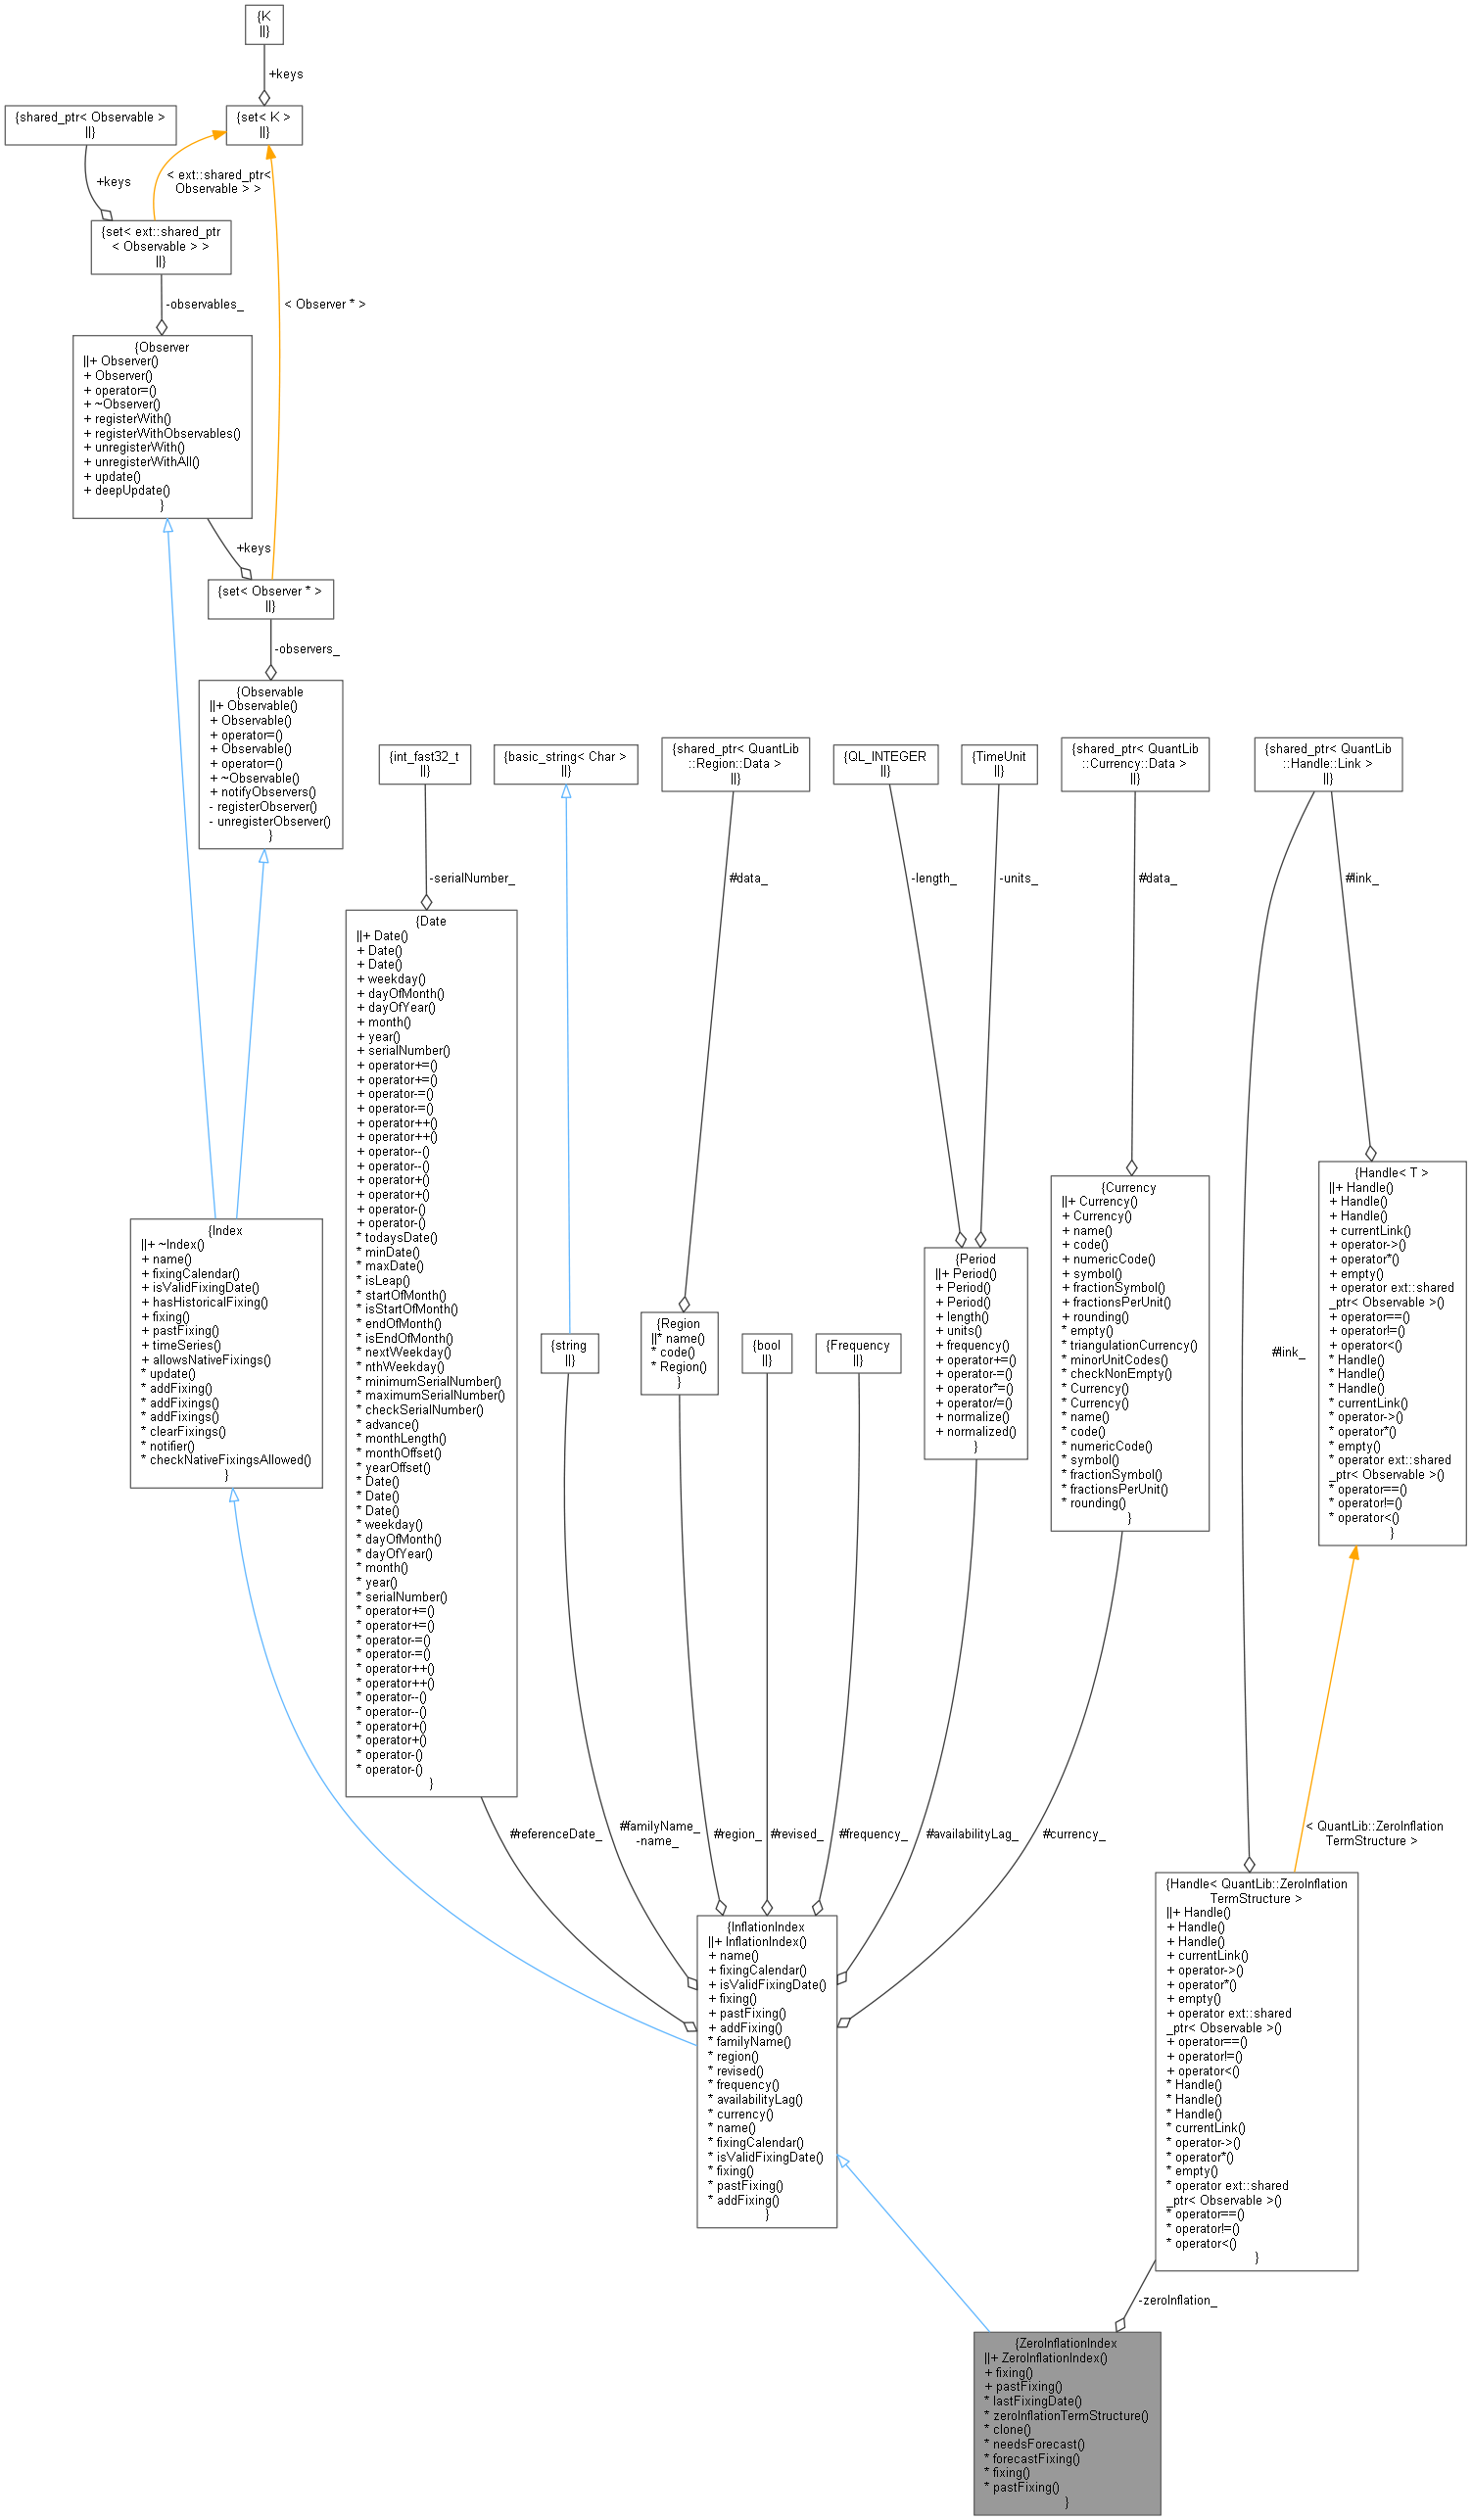 {K
||}
+keys
{shared_ptr< Observable >
||}
{set< K >
||}
+keys
< ext::shared_ptr<
Observable > >
{set< ext::shared_ptr
< Observable > >
||}
-observables_
< Observer * >
{Observer
||+ Observer()
+ Observer()
+ operator=()
+ ~Observer()
+ registerWith()
+ registerWithObservables()
+ unregisterWith()
+ unregisterWithAll()
+ update()
+ deepUpdate()
}
+keys
{set< Observer * >
||}
-observers_
{Observable
||+ Observable()
+ Observable()
+ operator=()
+ Observable()
+ operator=()
+ ~Observable()
+ notifyObservers()
- registerObserver()
- unregisterObserver()
}
{int_fast32_t
||}
{basic_string< Char >
||}
{shared_ptr< QuantLib
::Region::Data >
||}
{QL_INTEGER
||}
{TimeUnit
||}
{shared_ptr< QuantLib
::Currency::Data >
||}
{shared_ptr< QuantLib
::Handle::Link >
||}
-serialNumber_
#data_
-length_
-units_
#data_
#link_
{Date
||+ Date()
+ Date()
+ Date()
+ weekday()
+ dayOfMonth()
+ dayOfYear()
+ month()
+ year()
+ serialNumber()
+ operator+=()
+ operator+=()
+ operator-=()
+ operator-=()
+ operator++()
+ operator++()
+ operator--()
+ operator--()
+ operator+()
+ operator+()
+ operator-()
+ operator-()
* todaysDate()
* minDate()
* maxDate()
* isLeap()
* startOfMonth()
* isStartOfMonth()
* endOfMonth()
* isEndOfMonth()
* nextWeekday()
* nthWeekday()
* minimumSerialNumber()
* maximumSerialNumber()
* checkSerialNumber()
* advance()
* monthLength()
* monthOffset()
* yearOffset()
* Date()
* Date()
* Date()
* weekday()
* dayOfMonth()
* dayOfYear()
* month()
* year()
* serialNumber()
* operator+=()
* operator+=()
* operator-=()
* operator-=()
* operator++()
* operator++()
* operator--()
* operator--()
* operator+()
* operator+()
* operator-()
* operator-()
}
{Index
||+ ~Index()
+ name()
+ fixingCalendar()
+ isValidFixingDate()
+ hasHistoricalFixing()
+ fixing()
+ pastFixing()
+ timeSeries()
+ allowsNativeFixings()
* update()
* addFixing()
* addFixings()
* addFixings()
* clearFixings()
* notifier()
* checkNativeFixingsAllowed()
}
{string
||}
{Region
||* name()
* code()
* Region()
}
{bool
||}
{Frequency
||}
{Period
||+ Period()
+ Period()
+ Period()
+ length()
+ units()
+ frequency()
+ operator+=()
+ operator-=()
+ operator*=()
+ operator/=()
+ normalize()
+ normalized()
}
{Currency
||+ Currency()
+ Currency()
+ name()
+ code()
+ numericCode()
+ symbol()
+ fractionSymbol()
+ fractionsPerUnit()
+ rounding()
* empty()
* triangulationCurrency()
* minorUnitCodes()
* checkNonEmpty()
* Currency()
* Currency()
* name()
* code()
* numericCode()
* symbol()
* fractionSymbol()
* fractionsPerUnit()
* rounding()
}
#link_
{Handle< T >
||+ Handle()
+ Handle()
+ Handle()
+ currentLink()
+ operator->()
+ operator*()
+ empty()
+ operator ext::shared
_ptr< Observable >()
+ operator==()
+ operator!=()
+ operator<()
* Handle()
* Handle()
* Handle()
* currentLink()
* operator->()
* operator*()
* empty()
* operator ext::shared
_ptr< Observable >()
* operator==()
* operator!=()
* operator<()
}
#referenceDate_
#familyName_
-name_
#region_
#revised_
#frequency_
#availabilityLag_
#currency_
< QuantLib::ZeroInflation
TermStructure >
{InflationIndex
||+ InflationIndex()
+ name()
+ fixingCalendar()
+ isValidFixingDate()
+ fixing()
+ pastFixing()
+ addFixing()
* familyName()
* region()
* revised()
* frequency()
* availabilityLag()
* currency()
* name()
* fixingCalendar()
* isValidFixingDate()
* fixing()
* pastFixing()
* addFixing()
}
{Handle< QuantLib::ZeroInflation
TermStructure >
||+ Handle()
+ Handle()
+ Handle()
+ currentLink()
+ operator->()
+ operator*()
+ empty()
+ operator ext::shared
_ptr< Observable >()
+ operator==()
+ operator!=()
+ operator<()
* Handle()
* Handle()
* Handle()
* currentLink()
* operator->()
* operator*()
* empty()
* operator ext::shared
_ptr< Observable >()
* operator==()
* operator!=()
* operator<()
}
-zeroInflation_
{ZeroInflationIndex
||+ ZeroInflationIndex()
+ fixing()
+ pastFixing()
* lastFixingDate()
* zeroInflationTermStructure()
* clone()
* needsForecast()
* forecastFixing()
* fixing()
* pastFixing()
}